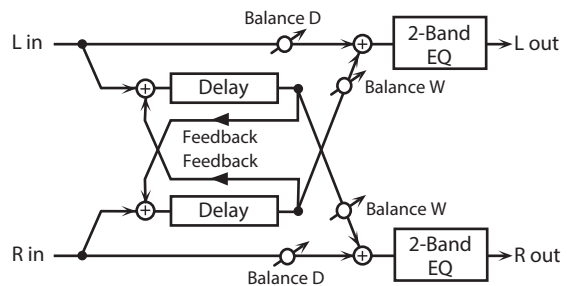 Balance D
L in
2-Band
EQ
L out
Delay
Balance W
Feedback
Feedback
Delay
Balance W
R in
2-Band
EQ
R out
Balance D